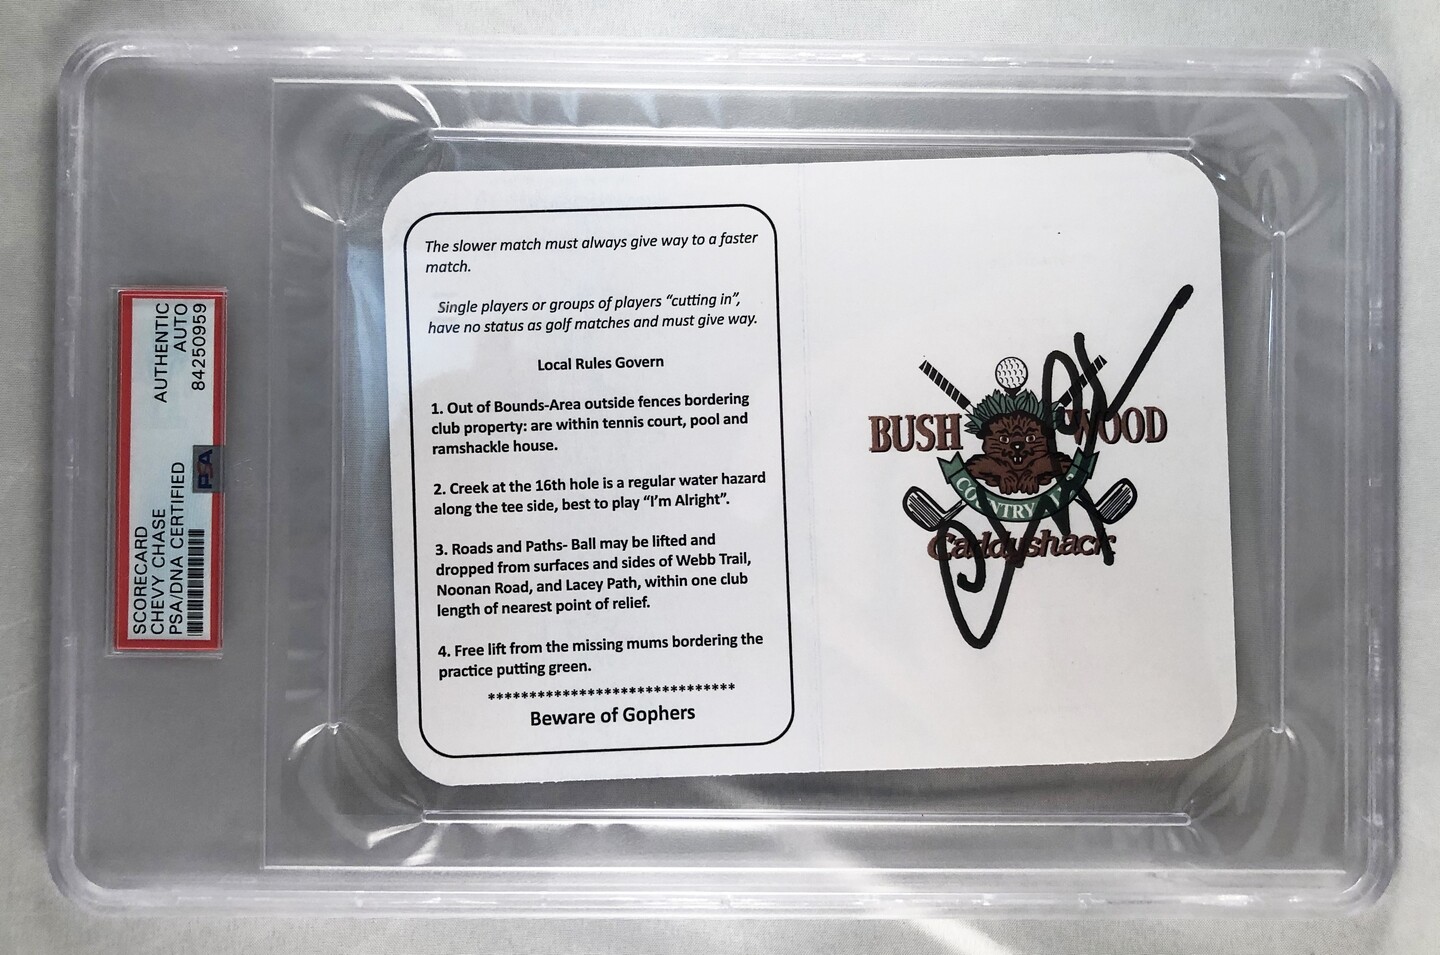 SCORECARD
CHEVY CHASE
PSA/DNA CERTIFIED
AUTHENTIC
AUTO
84250959
PSA
The slower match must always give way to a faster
match.
Single players or groups of players “cutting in”,
have no status as golf matches and must give way.
Local Rules Govern
1. Out of Bounds-Area outside fences bordering
club property: are within tennis court, pool and
ramshackle house.
2. Creek at the 16th hole is a regular water hazard
along the tee side, best to play “I’m Alright”.
3. Roads and Paths- Ball may be lifted and
dropped from surfaces and sides of Webb Trail,
Noonan Road, and Lacey Path, within one club
length of nearest point of relief.
4. Free lift from the missing mums bordering the
practice putting green.
******************************
Beware of Gophers
BUSH WOOD
COUNTRY CLUB
Caddyshack